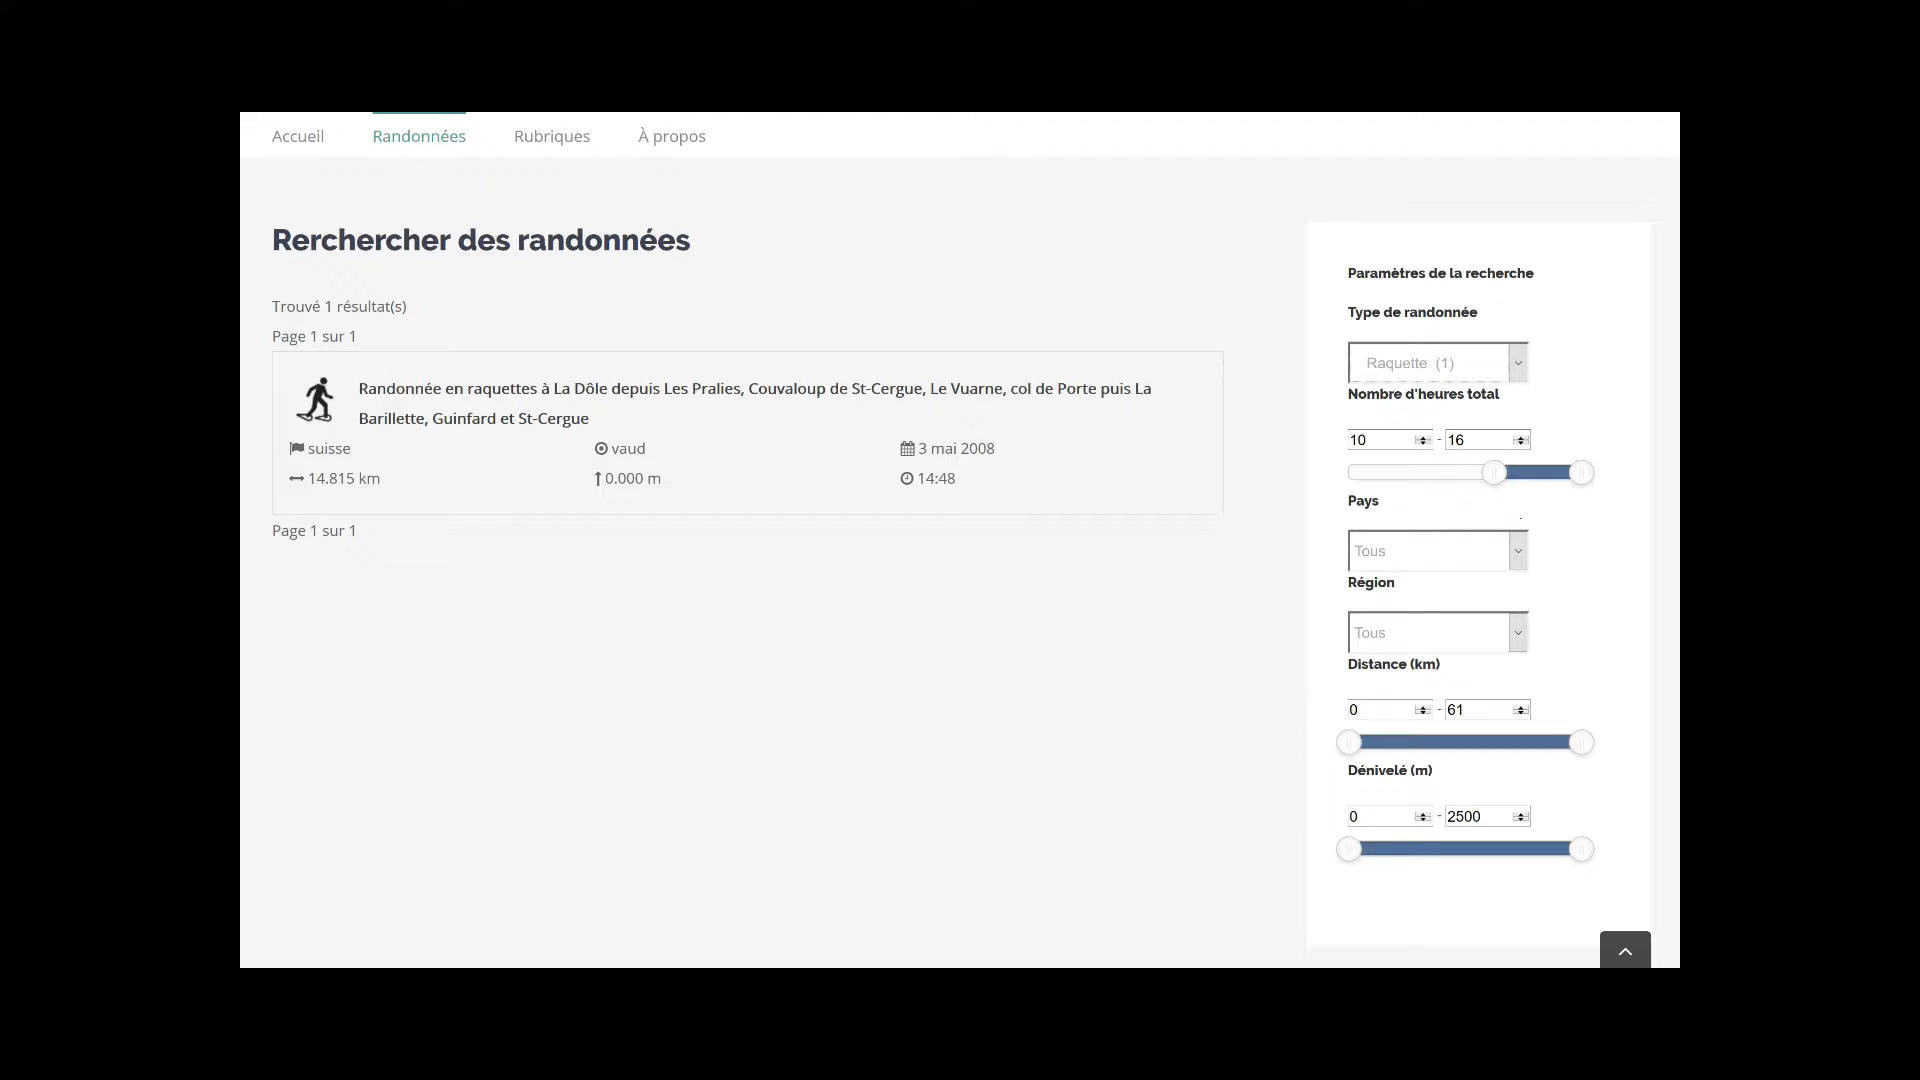 Accueil Randonnées Rubriques À propos
Rerchercher des randonnées
Trouvé 1 résultat(s)
Page 1 sur 1
Randonnée en raquettes à La Dôle depuis Les Pralies, Couvaloup de St-Cergue, Le Vuarne, col de Porte puis La
Barillette, Guinfard et St-Cergue
suisse vaud 3 mai 2008
14.815 km 0.000 m 14:48
Page 1 sur 1
Paramètres de la recherche
Type de randonnée
Raquette (1)
Nombre d'heures total
10 - 16
Pays
Tous
Région
Tous
Distance (km)
0 - 61
Dénivelé (m)
0 - 2500